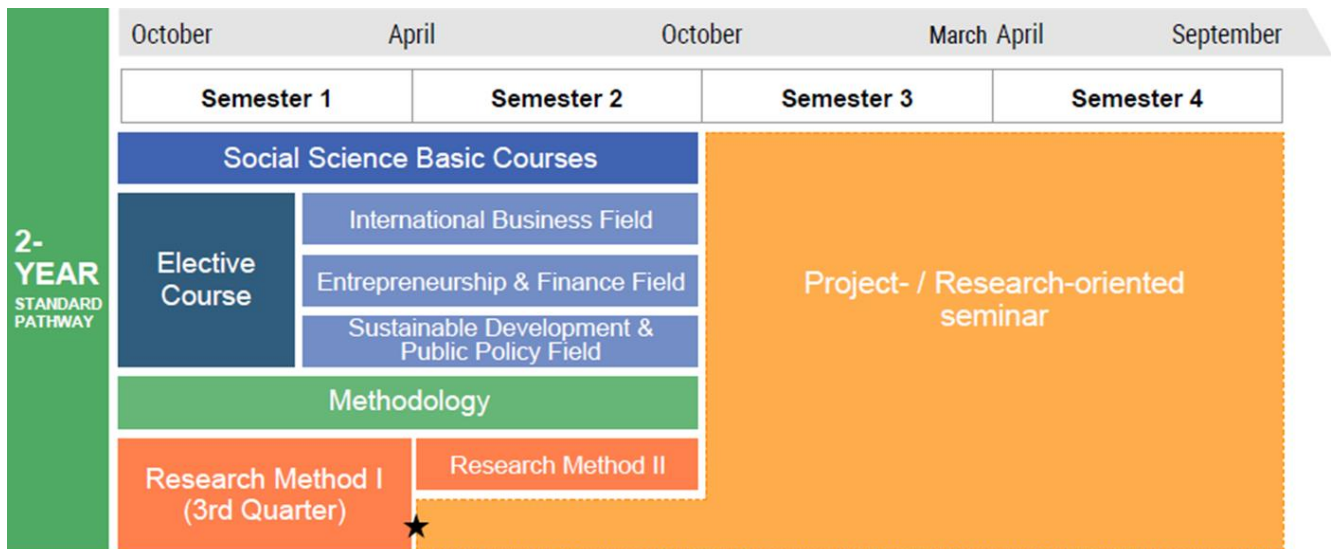 October April October March April September
Semester 1 Semester 2 Semester 3 Semester 4
2-
YEAR
STANDARD
PATHWAY
Social Science Basic Courses
Elective
Course
International Business Field
Entrepreneurship & Finance Field
Sustainable Development &
Public Policy Field
Methodology
Research Method I
(3rd Quarter)
Research Method II
Project- / Research-oriented
seminar